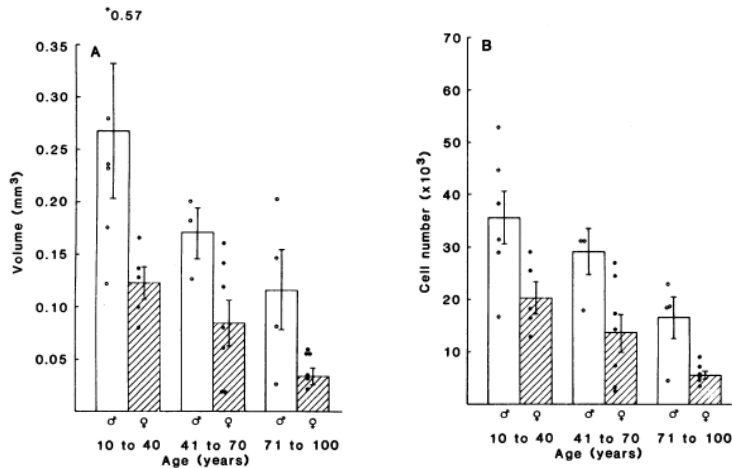 *0.57
A
0.35
0.30
0.25
0.20
0.15
0.10
0.05
Volume (mm³)
♂ ♀ ♂ ♀ ♂ ♀
10 to 40 41 to 70 71 to 100
Age (years)
B
70
60
50
40
30
20
10
Cell number (×10³)
♂ ♀ ♂ ♀ ♂ ♀
10 to 40 41 to 70 71 to 100
Age (years)